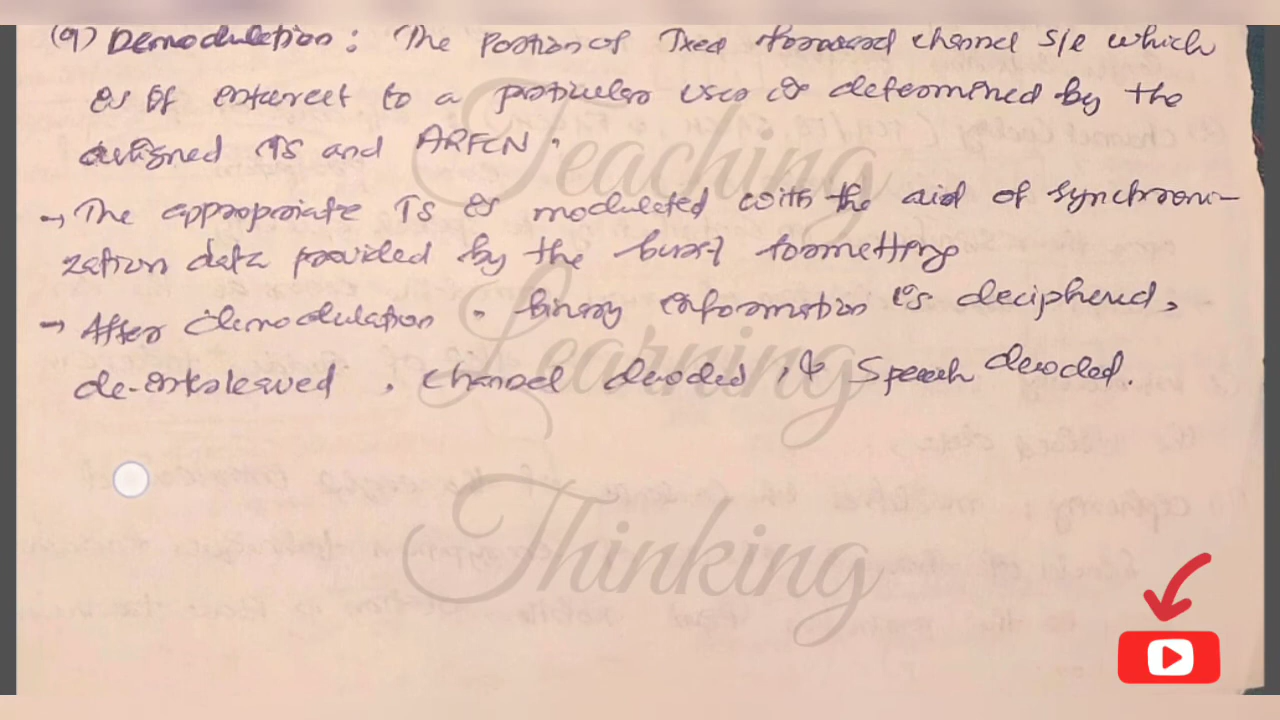 (9) Demodulation : The Portion of Txed forward channel s/e which
is of interest to a particular user is determined by the
assigned TS and ARFCN.
→ The appropriate TS is modulated with the aid of synchroni-
zation data provided by the burst formatting
→ After demodulation, binary information is deciphered,
de-interleaved, channel decoded, & Speech decoded.
Teaching
Learning
Thinking